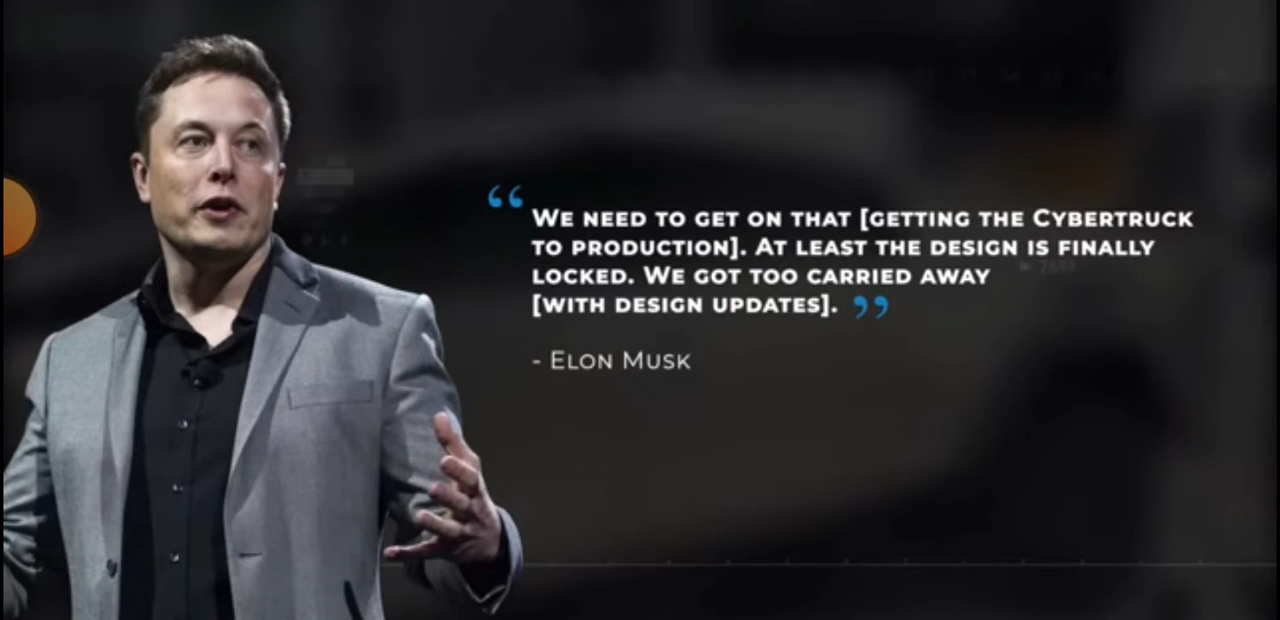 “ We need to get on that [getting the Cybertruck
to production]. At least the design is finally
locked. We got too carried away
[with design updates]. ”
- Elon Musk